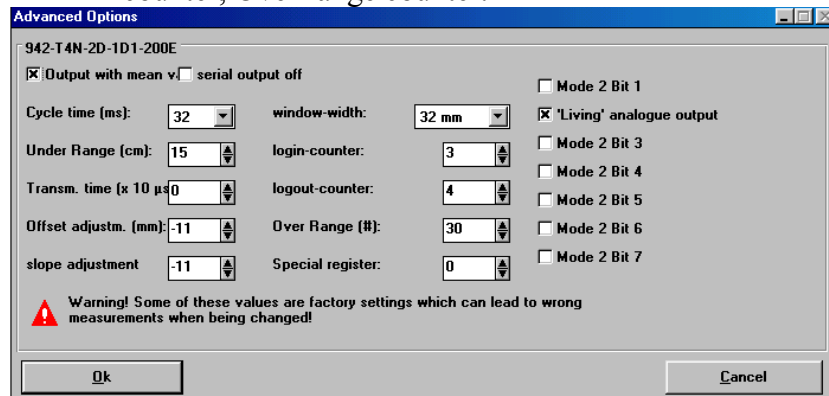 Advanced Options
942-T4N-2D-1D1-200E
Output with mean v. serial output off
Mode 2 Bit 1
Cycle time (ms): 32 window-width: 32 mm 'Living' analogue output
Mode 2 Bit 3
Under Range (cm): 15 login-counter: 3
Mode 2 Bit 4
Transm. time (x 10 µs 0 logout-counter: 4
Mode 2 Bit 5
Offset adjustm. (mm): -11 Over Range (#): 30 Mode 2 Bit 6
slope adjustment -11 Special register: 0 Mode 2 Bit 7
Warning! Some of these values are factory settings which can lead to wrong
measurements when being changed!
Ok Cancel